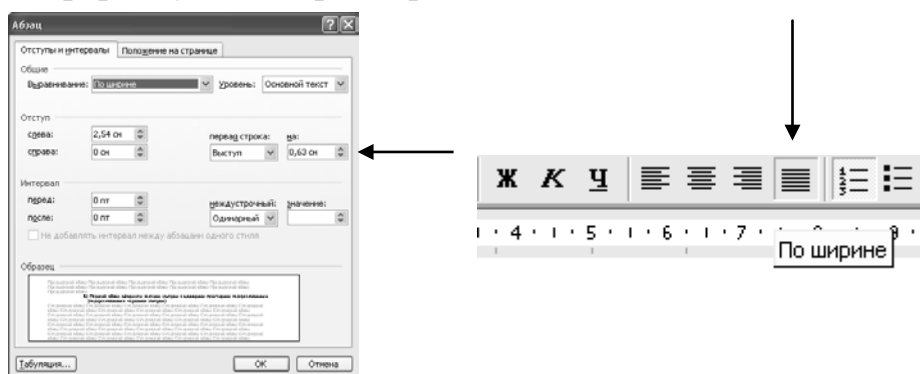 Абзац
Отступы и интервалы Положение на странице
Общие
Выравнивание: По ширине Уровень: Основной текст
Отступ
слева: 2,54 см первая строка: на:
справа: 0 см Выступ 0,63 см
Интервал
перед: 0 пт междустрочный: значение:
после: 0 пт Одинарный
Не добавлять интервал между абзацами одного стиля
Образец
Табуляция... ОК Отмена
Ж К Ч
4 5 6 7 9
По ширине